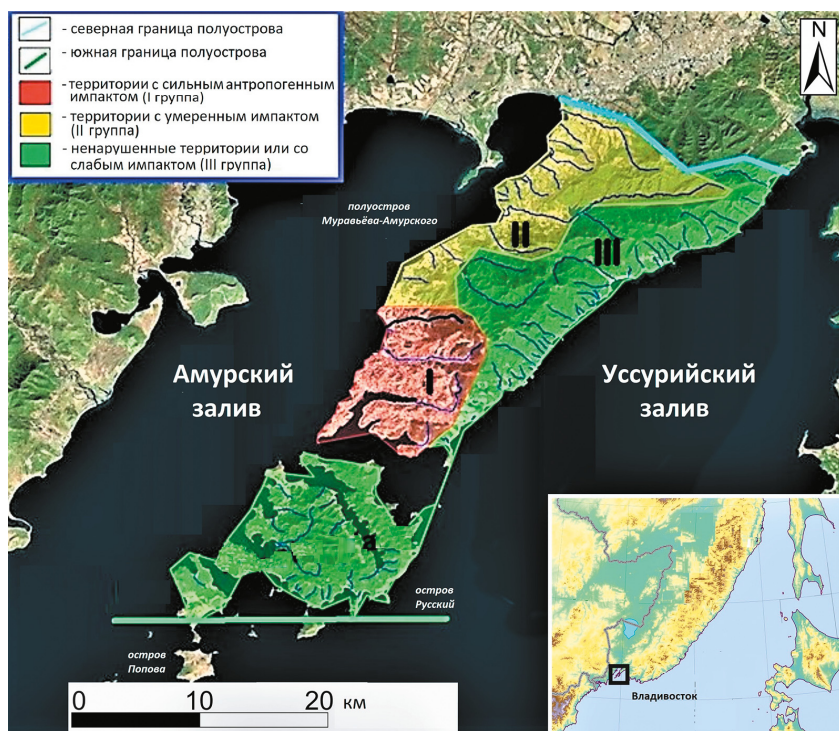 - северная граница полуострова
- южная граница полуострова
- территории с сильным антропогенным
импактом (I группа)
- территории с умеренным импактом
(II группа)
- ненарушенные территории или со
слабым импактом (III группа)
N
полуостров
Муравьёва-Амурского
II
III
I
Амурский
залив
Уссурийский
залив
а
остров
Русский
остров
Попова
0 10 20 км
Владивосток